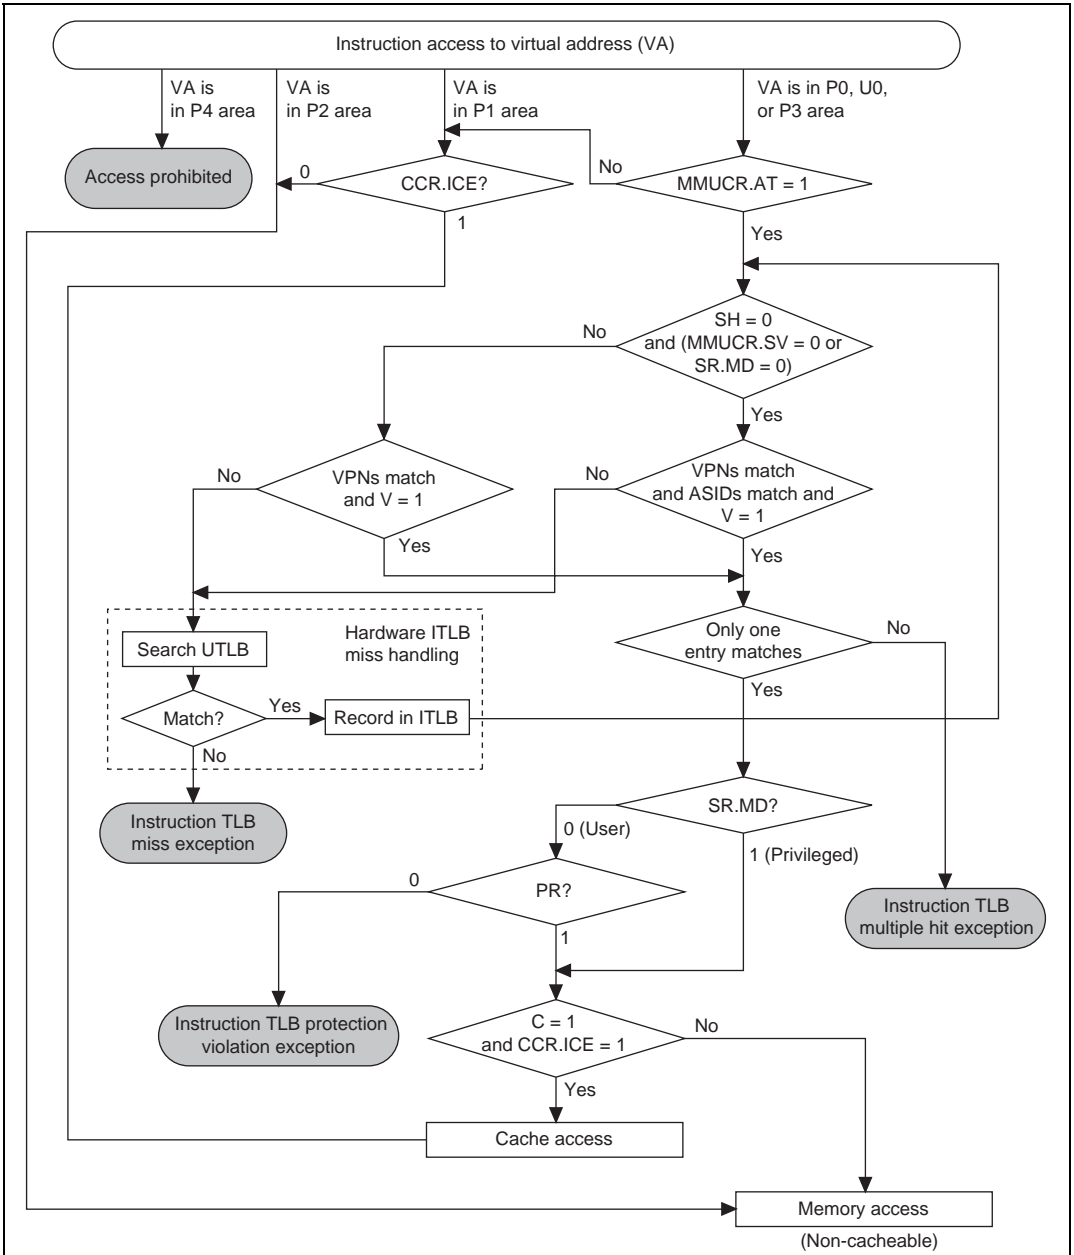 Instruction access to virtual address (VA)
VA is
in P4 area
VA is
in P2 area
VA is
in P1 area
VA is in P0, U0,
or P3 area
Access prohibited
0
CCR.ICE?
No
MMUCR.AT = 1
1
Yes
No
SH = 0
and (MMUCR.SV = 0 or
SR.MD = 0)
Yes
No
VPNs match
and V = 1
No
VPNs match
and ASIDs match and
V = 1
Yes
Yes
Search UTLB
Hardware ITLB
miss handling
Only one
entry matches
No
Match?
Yes
Record in ITLB
Yes
No
Instruction TLB
miss exception
SR.MD?
0 (User)
1 (Privileged)
0
PR?
1
Instruction TLB
multiple hit exception
Instruction TLB protection
violation exception
C = 1
and CCR.ICE = 1
No
Yes
Cache access
Memory access
(Non-cacheable)